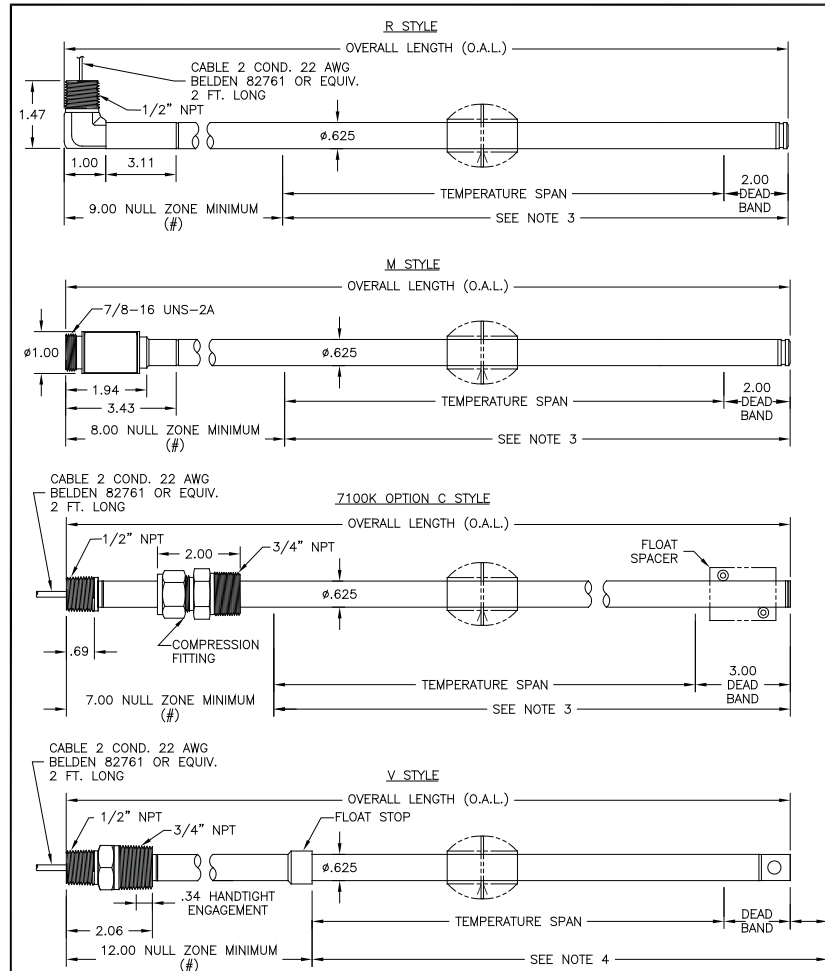 R STYLE
OVERALL LENGTH (O.A.L.)
CABLE 2 COND. 22 AWG
BELDEN 82761 OR EQUIV.
2 FT. LONG
1/2" NPT
1.47
ø.625
1.00
3.11
TEMPERATURE SPAN
2.00
DEAD
BAND
9.00 NULL ZONE MINIMUM
(#)
SEE NOTE 3
M STYLE
OVERALL LENGTH (O.A.L.)
7/8-16 UNS-2A
ø1.00
ø.625
1.94
3.43
TEMPERATURE SPAN
2.00
DEAD
BAND
8.00 NULL ZONE MINIMUM
(#)
SEE NOTE 3
CABLE 2 COND. 22 AWG
BELDEN 82761 OR EQUIV.
2 FT. LONG
7100K OPTION C STYLE
OVERALL LENGTH (O.A.L.)
1/2" NPT
2.00
3/4" NPT
FLOAT
SPACER
ø.625
.69
COMPRESSION
FITTING
TEMPERATURE SPAN
3.00
DEAD
BAND
7.00 NULL ZONE MINIMUM
(#)
SEE NOTE 3
CABLE 2 COND. 22 AWG
BELDEN 82761 OR EQUIV.
2 FT. LONG
V STYLE
OVERALL LENGTH (O.A.L.)
1/2" NPT
3/4" NPT
FLOAT STOP
ø.625
.34 HANDTIGHT
ENGAGEMENT
2.06
TEMPERATURE SPAN
DEAD
BAND
12.00 NULL ZONE MINIMUM
(#)
SEE NOTE 4